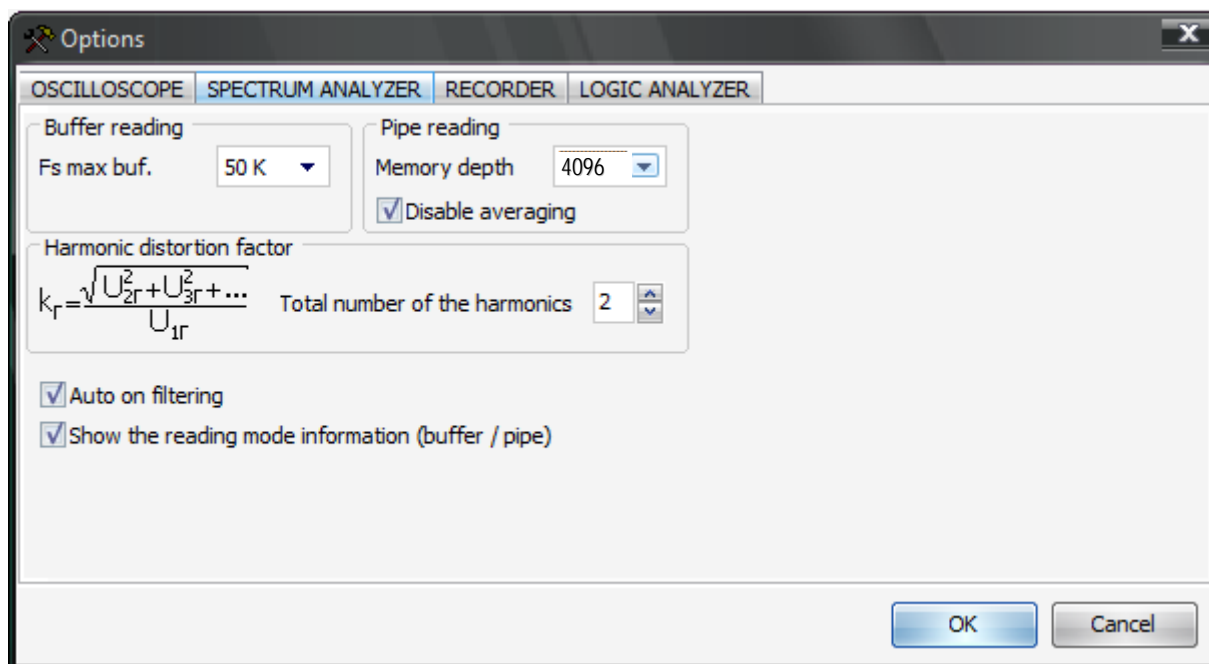 Options
OSCILLOSCOPE SPECTRUM ANALYZER RECORDER LOGIC ANALYZER
Buffer reading
Fs max buf. 50 K
Pipe reading
Memory depth 4096
Disable averaging
Harmonic distortion factor
kг=√U²2г+U²3г+... / U1г
Total number of the harmonics 2
Auto on filtering
Show the reading mode information (buffer / pipe)
OK Cancel